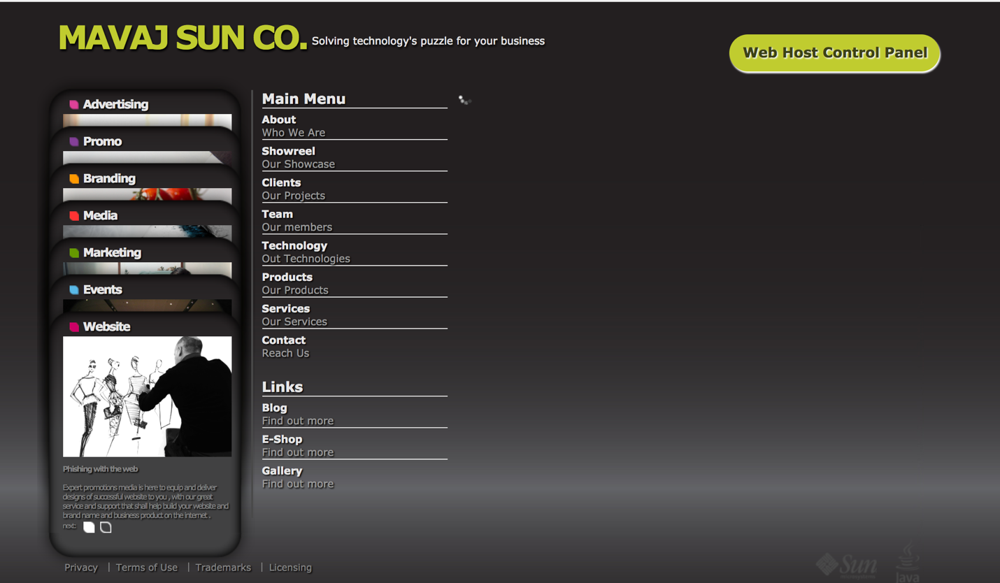 MAVAJ SUN CO. Solving technology's puzzle for your business
Web Host Control Panel
Advertising
Promo
Branding
Media
Marketing
Events
Website
Phishing with the web
Expert promotions media is here to equip and deliver
designs of successful website to you , with our great
service and support that shall help build your website and
brand name and business product on the internet .
next:
Main Menu
About
Who We Are
Showreel
Our Showcase
Clients
Our Projects
Team
Our members
Technology
Out Technologies
Products
Our Products
Services
Our Services
Contact
Reach Us
Links
Blog
Find out more
E-Shop
Find out more
Gallery
Find out more
Privacy | Terms of Use | Trademarks | Licensing
Sun
Java